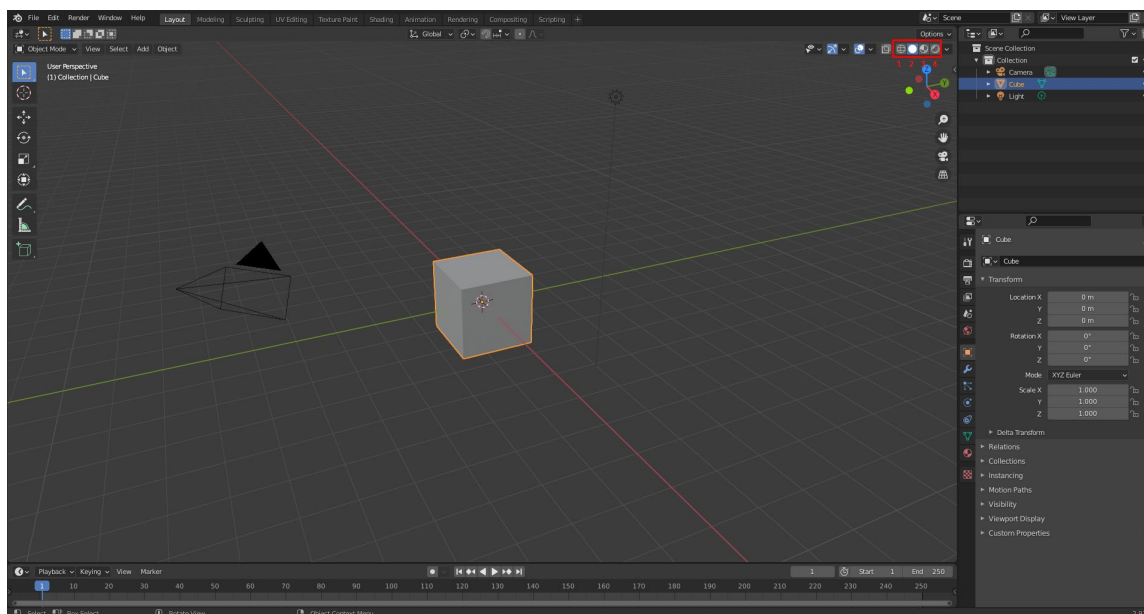 File Edit Render Window Help Layout Modeling Sculpting UV Editing Texture Paint Shading Animation Rendering Compositing Scripting + Scene View Layer
Global Options
Object Mode View Select Add Object
1 2 3 4
User Perspective
(1) Collection | Cube
Z
Y
X
Scene Collection
Collection
Camera
Cube
Light
Cube
Cube
Transform
Location X 0 m
Y 0 m
Z 0 m
Rotation X 0°
Y 0°
Z 0°
Mode XYZ Euler
Scale X 1.000
Y 1.000
Z 1.000
Delta Transform
Relations
Collections
Instancing
Motion Paths
Visibility
Viewport Display
Custom Properties
Playback Keying View Marker 1 Start 1 End 250
1 10 20 30 40 50 60 70 80 90 100 110 120 130 140 150 160 170 180 190 200 210 220 230 240 250
Select Box Select Rotate View Object Context Menu